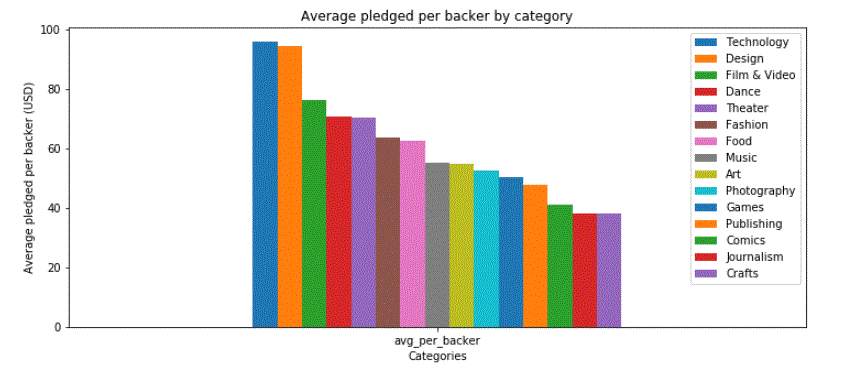 Average pledged per backer by category
Average pledged per backer (USD)
100
80
60
40
20
0
avg_per_backer
Categories
Technology
Design
Film & Video
Dance
Theater
Fashion
Food
Music
Art
Photography
Games
Publishing
Comics
Journalism
Crafts